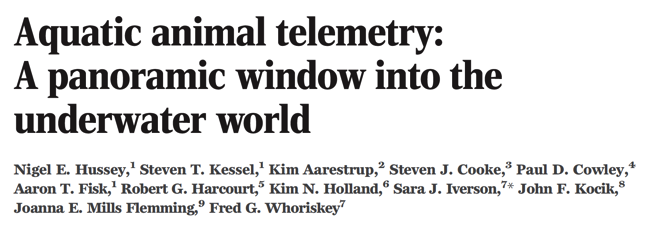 Aquatic animal telemetry:
A panoramic window into the
underwater world
Nigel E. Hussey,¹ Steven T. Kessel,¹ Kim Aarestrup,² Steven J. Cooke,³ Paul D. Cowley,⁴
Aaron T. Fisk,¹ Robert G. Harcourt,⁵ Kim N. Holland,⁶ Sara J. Iverson,⁷* John F. Kocik,⁸
Joanna E. Mills Flemming,⁹ Fred G. Whoriskey⁷